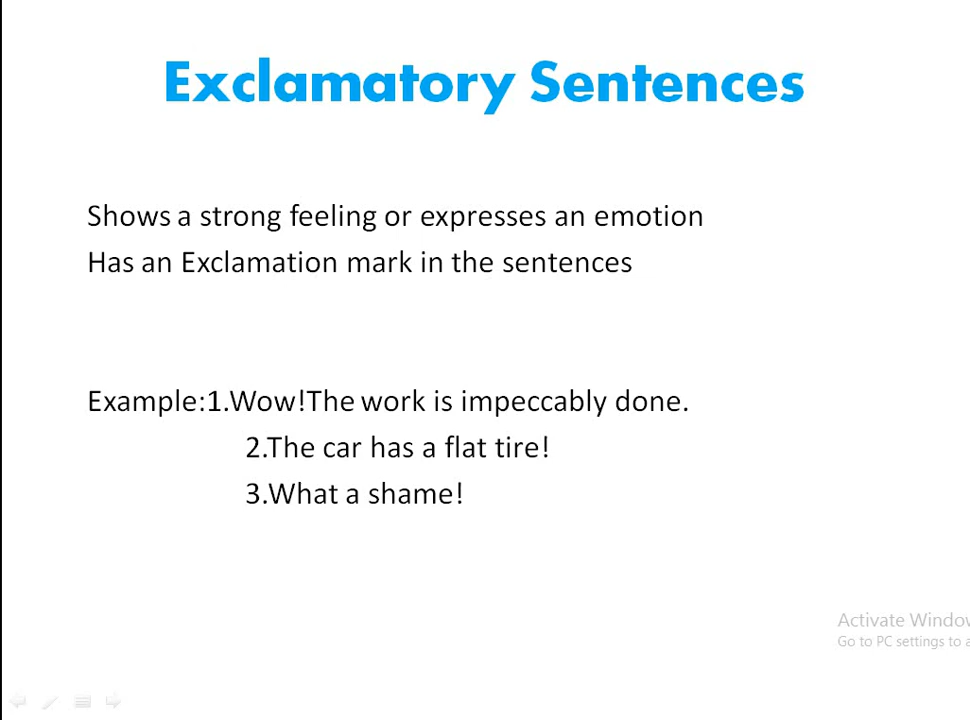 Exclamatory Sentences
Shows a strong feeling or expresses an emotion
Has an Exclamation mark in the sentences
Example:1.Wow!The work is impeccably done.
2.The car has a flat tire!
3.What a shame!
Activate Window
Go to PC settings to a